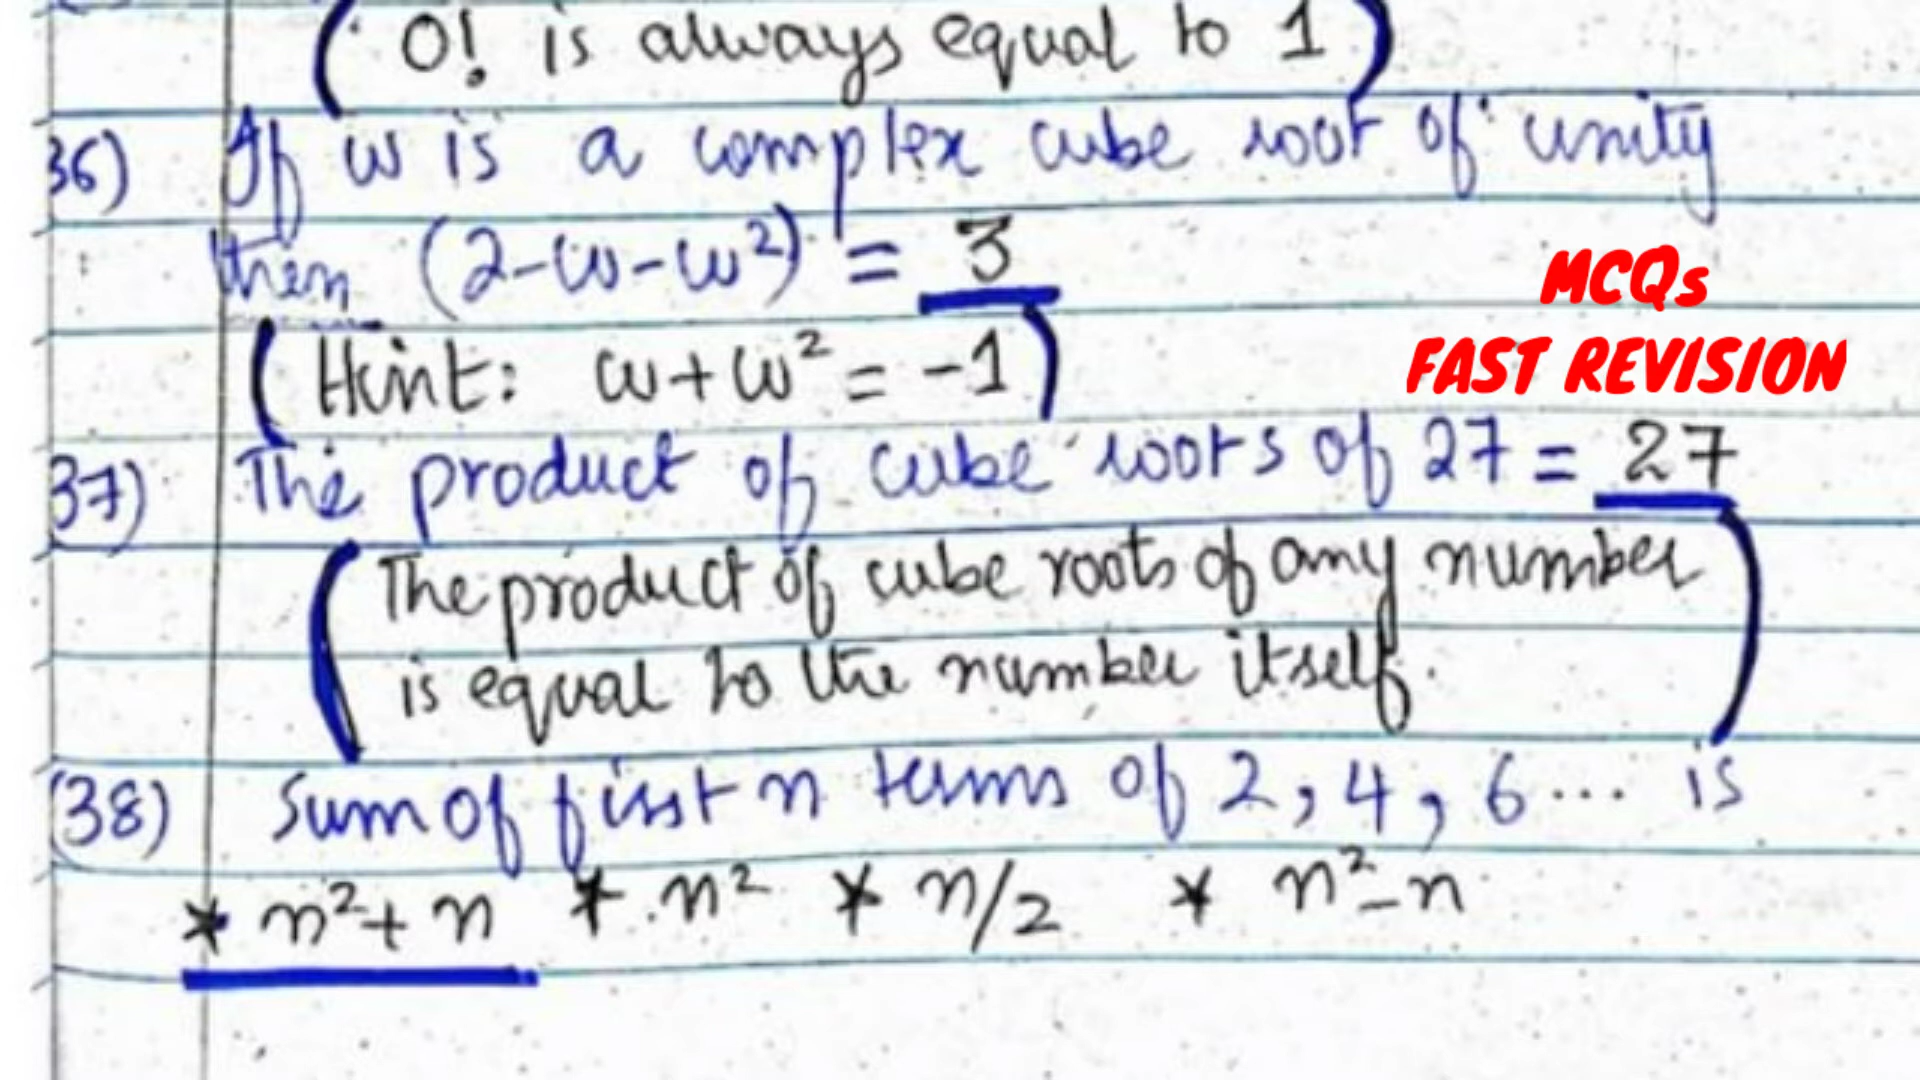 ( 0! is always equal to 1 )
36) If ω is a complex cube root of unity
then (2-ω-ω²) = 3
(Hint: ω+ω² = -1)
MCQs
FAST REVISION
37) The product of cube roots of 27 = 27
(The product of cube roots of any number
is equal to the number itself.)
(38) Sum of first n terms of 2, 4, 6... is
* n²+n * n² * n/2 * n²-n